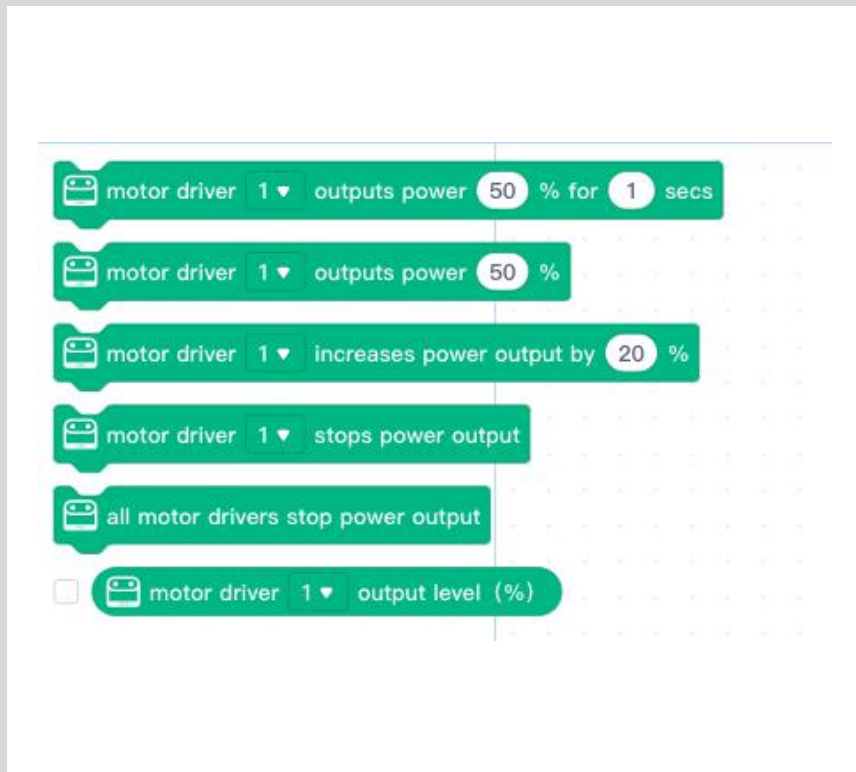 motor driver 1 outputs power 50 % for 1 secs
motor driver 1 outputs power 50 %
motor driver 1 increases power output by 20 %
motor driver 1 stops power output
all motor drivers stop power output
motor driver 1 output level (%)